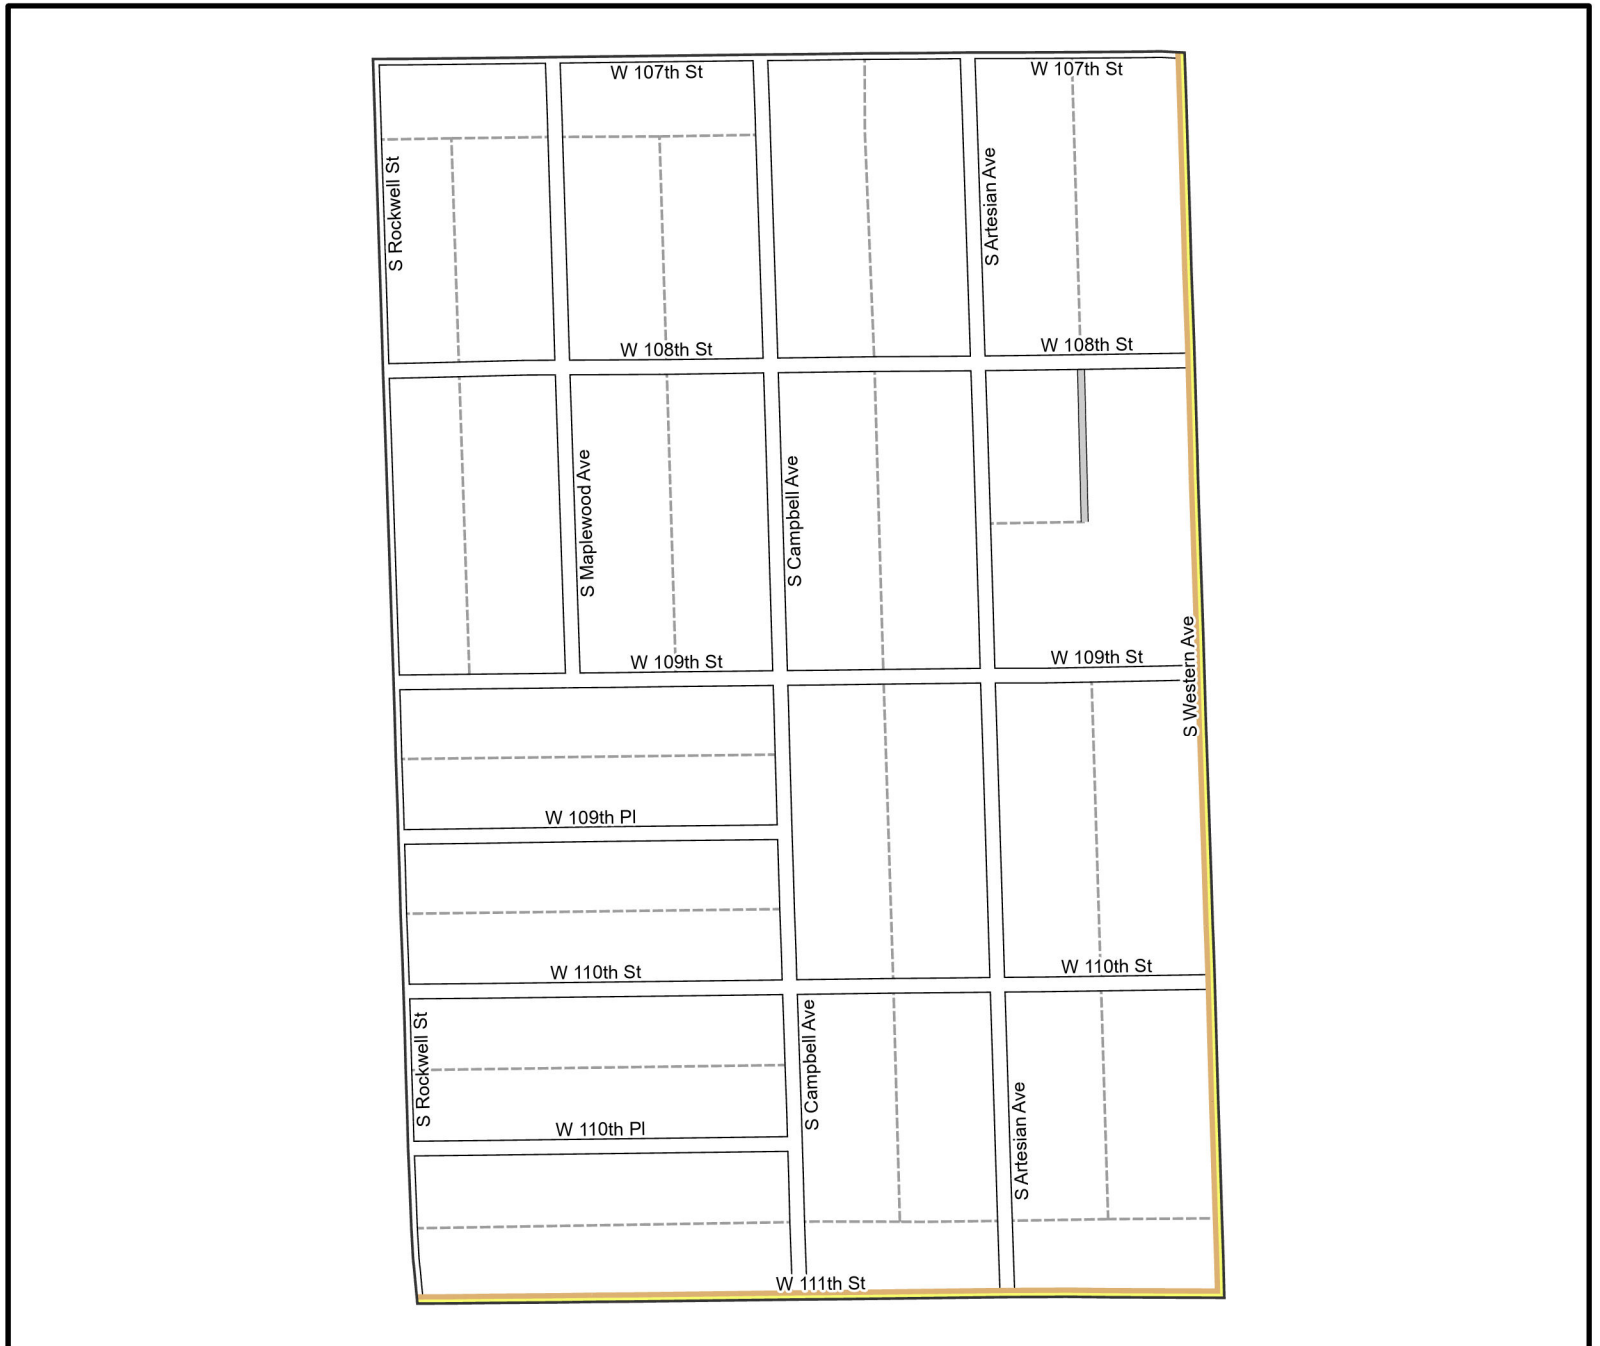 W 107th St
W 107th St
S Rockwell St
S Artesian Ave
W 108th St
W 108th St
S Maplewood Ave
S Campbell Ave
W 109th St
W 109th St
S Western Ave
W 109th Pl
W 110th St
W 110th St
S Rockwell St
S Campbell Ave
S Artesian Ave
W 110th Pl
W 111th St